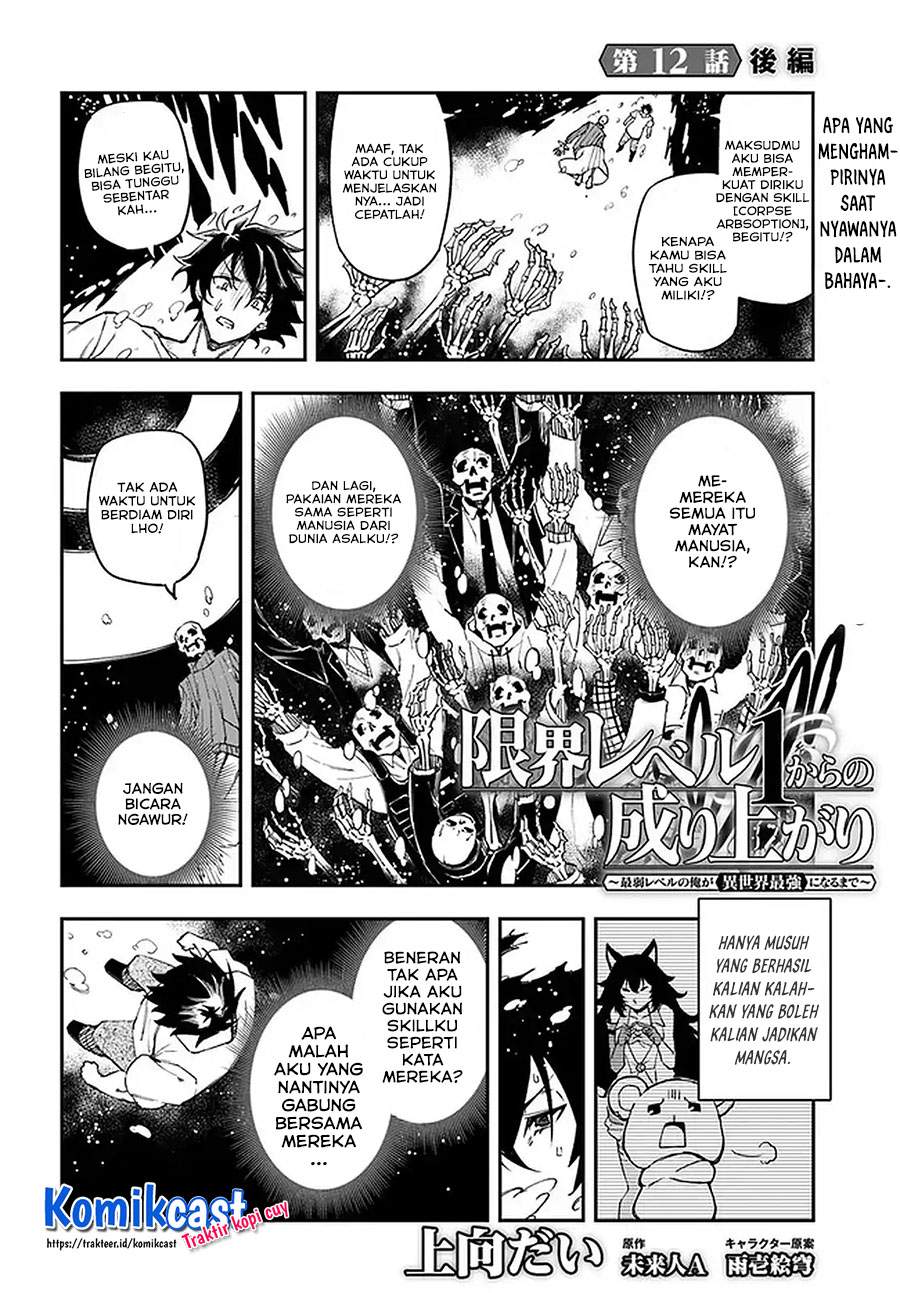 第12話 後編
APA YANG
MENGHAM-
PIRINYA
SAAT
NYAWANYA
DALAM
BAHAYA-.
MAKSUDMU
AKU BISA
MEMPER-
KUAT DIRIKU
DENGAN SKILL
[CORPSE
ARBSOPTION],
BEGITU!?
KENAPA
KAMU BISA
TAHU SKILL
YANG AKU
MILIKI!?
MAAF, TAK
ADA CUKUP
WAKTU UNTUK
MENJELASKAN
NYA... JADI
CEPATLAH!
MESKI KAU
BILANG BEGITU,
BISA TUNGGU
SEBENTAR
KAH...
ME-
MEREKA
SEMUA ITU
MAYAT
MANUSIA,
KAN!?
DAN LAGI,
PAKAIAN MEREKA
SAMA SEPERTI
MANUSIA DARI
DUNIA ASALKU!?
TAK ADA
WAKTU UNTUK
BERDIAM DIRI
LHO!
JANGAN
BICARA
NGAWUR!
限界レベル1からの
成り上がり
～最弱レベルの俺が異世界最強になるまで～
HANYA MUSUH
YANG BERHASIL
KALIAN KALAH-
KAN YANG BOLEH
KALIAN JADIKAN
MANGSA.
BENERAN
TAK APA
JIKA AKU
GUNAKAN
SKILLKU
SEPERTI
KATA
MEREKA?
APA
MALAH
AKU YANG
NANTINYA
GABUNG
BERSAMA
MEREKA
...
Komikcast
Traktir kopi cuy
https://trakteer.id/komikcast
上向だい
原作
未来人A
キャラクター原案
雨壱絵穹